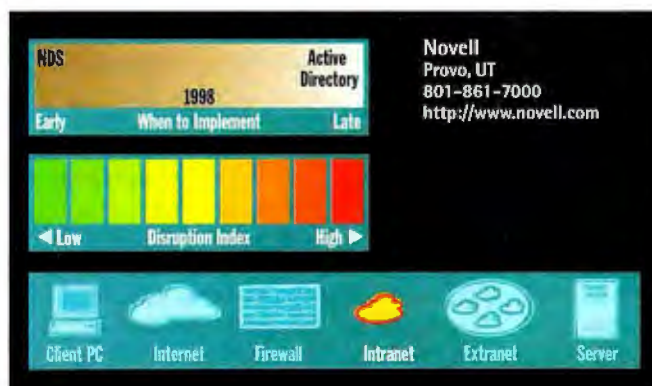 NDS Active
Directory
1998
Early When to Implement Late
Novell
Provo, UT
801-861-7000
http://www.novell.com
◄ Low Disruption Index High ►
Client PC Internet Firewall Intranet Extranet Server